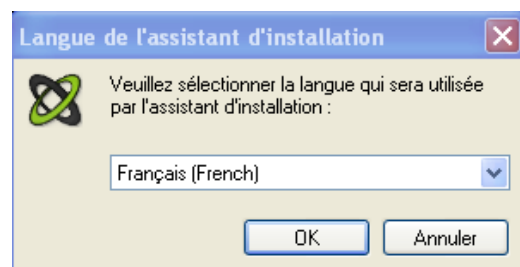 Langue de l'assistant d'installation
Veuillez sélectionner la langue qui sera utilisée
par l'assistant d'installation :
Français (French)
OK
Annuler